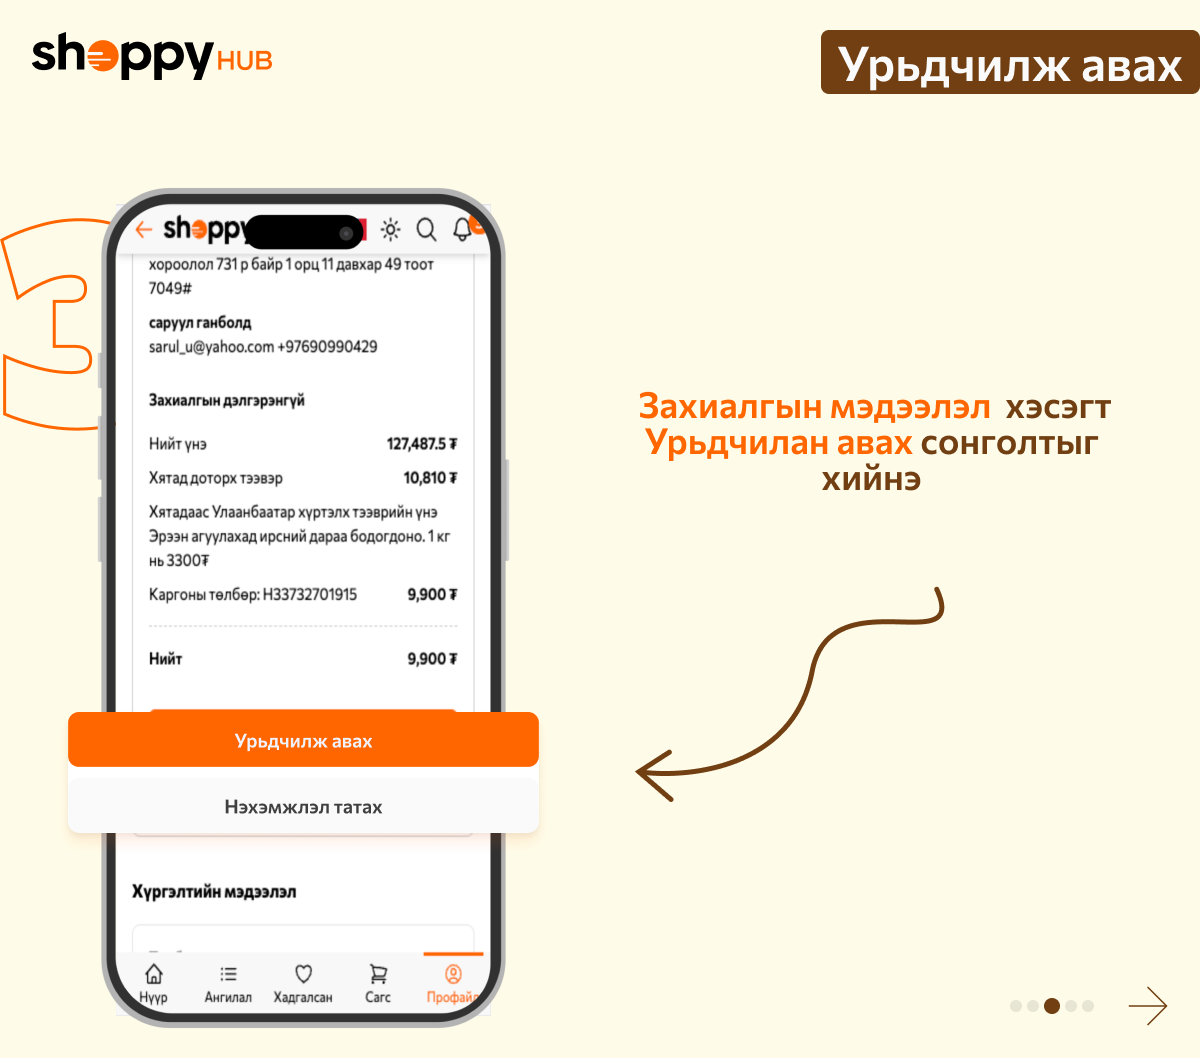 shoppy HUB
Урьдчилж авах
3
shoppy
хороолол 731 р байр 1 орц 11 давхар 49 тоот
7049#
саруул ганболд
sarul_u@yahoo.com +97690990429
Захиалгын дэлгэрэнгүй
Нийт үнэ 127,487.5 ₮
Хятад доторх тээвэр 10,810 ₮
Хятадаас Улаанбаатар хүртэлх тээврийн үнэ
Эрээн агуулахад ирсний дараа бодогдоно. 1 кг
нь 3300₮
Каргоны төлбөр: H33732701915 9,900 ₮
Нийт 9,900 ₮
Урьдчилж авах
Нэхэмжлэл татах
Хүргэлтийн мэдээлэл
Нүүр Ангилал Хадгалсан Сагс Профайл
Захиалгын мэдээлэл хэсэгт
Урьдчилан авах сонголтыг
хийнэ